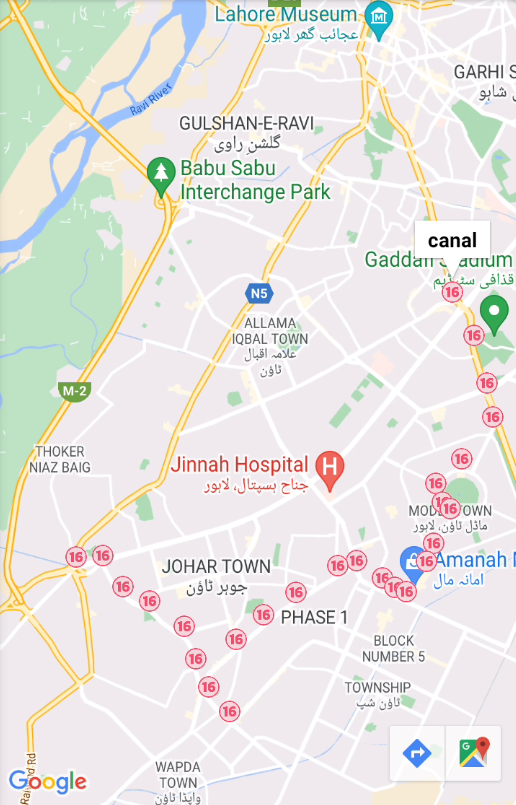 Lahore Museum
عجائب گھر لاہور
GARHI S
ی شاہو
Ravi River
GULSHAN-E-RAVI
گلشن راوی
Babu Sabu
Interchange Park
canal
Gaddafi Stadium
قذافی سٹیڈیم
16
N5
16
ALLAMA
IQBAL TOWN
علامہ اقبال
ٹاؤن
16
M-2
16
THOKER
NIAZ BAIG
16
Jinnah Hospital
H
جناح ہسپتال، لاہور
16
16
16
MODEL TOWN
ماڈل ٹاؤن، لاہور
16
16
16
16
16
16
Amanah M
امانہ مال
JOHAR TOWN
جوہر ٹاؤن
16
16
16
16
16
16
16
16
PHASE 1
16
16
BLOCK
NUMBER 5
16
16
TOWNSHIP
ٹاؤن شپ
16
Rd
WAPDA
TOWN
واپڈا ٹاؤن
Google